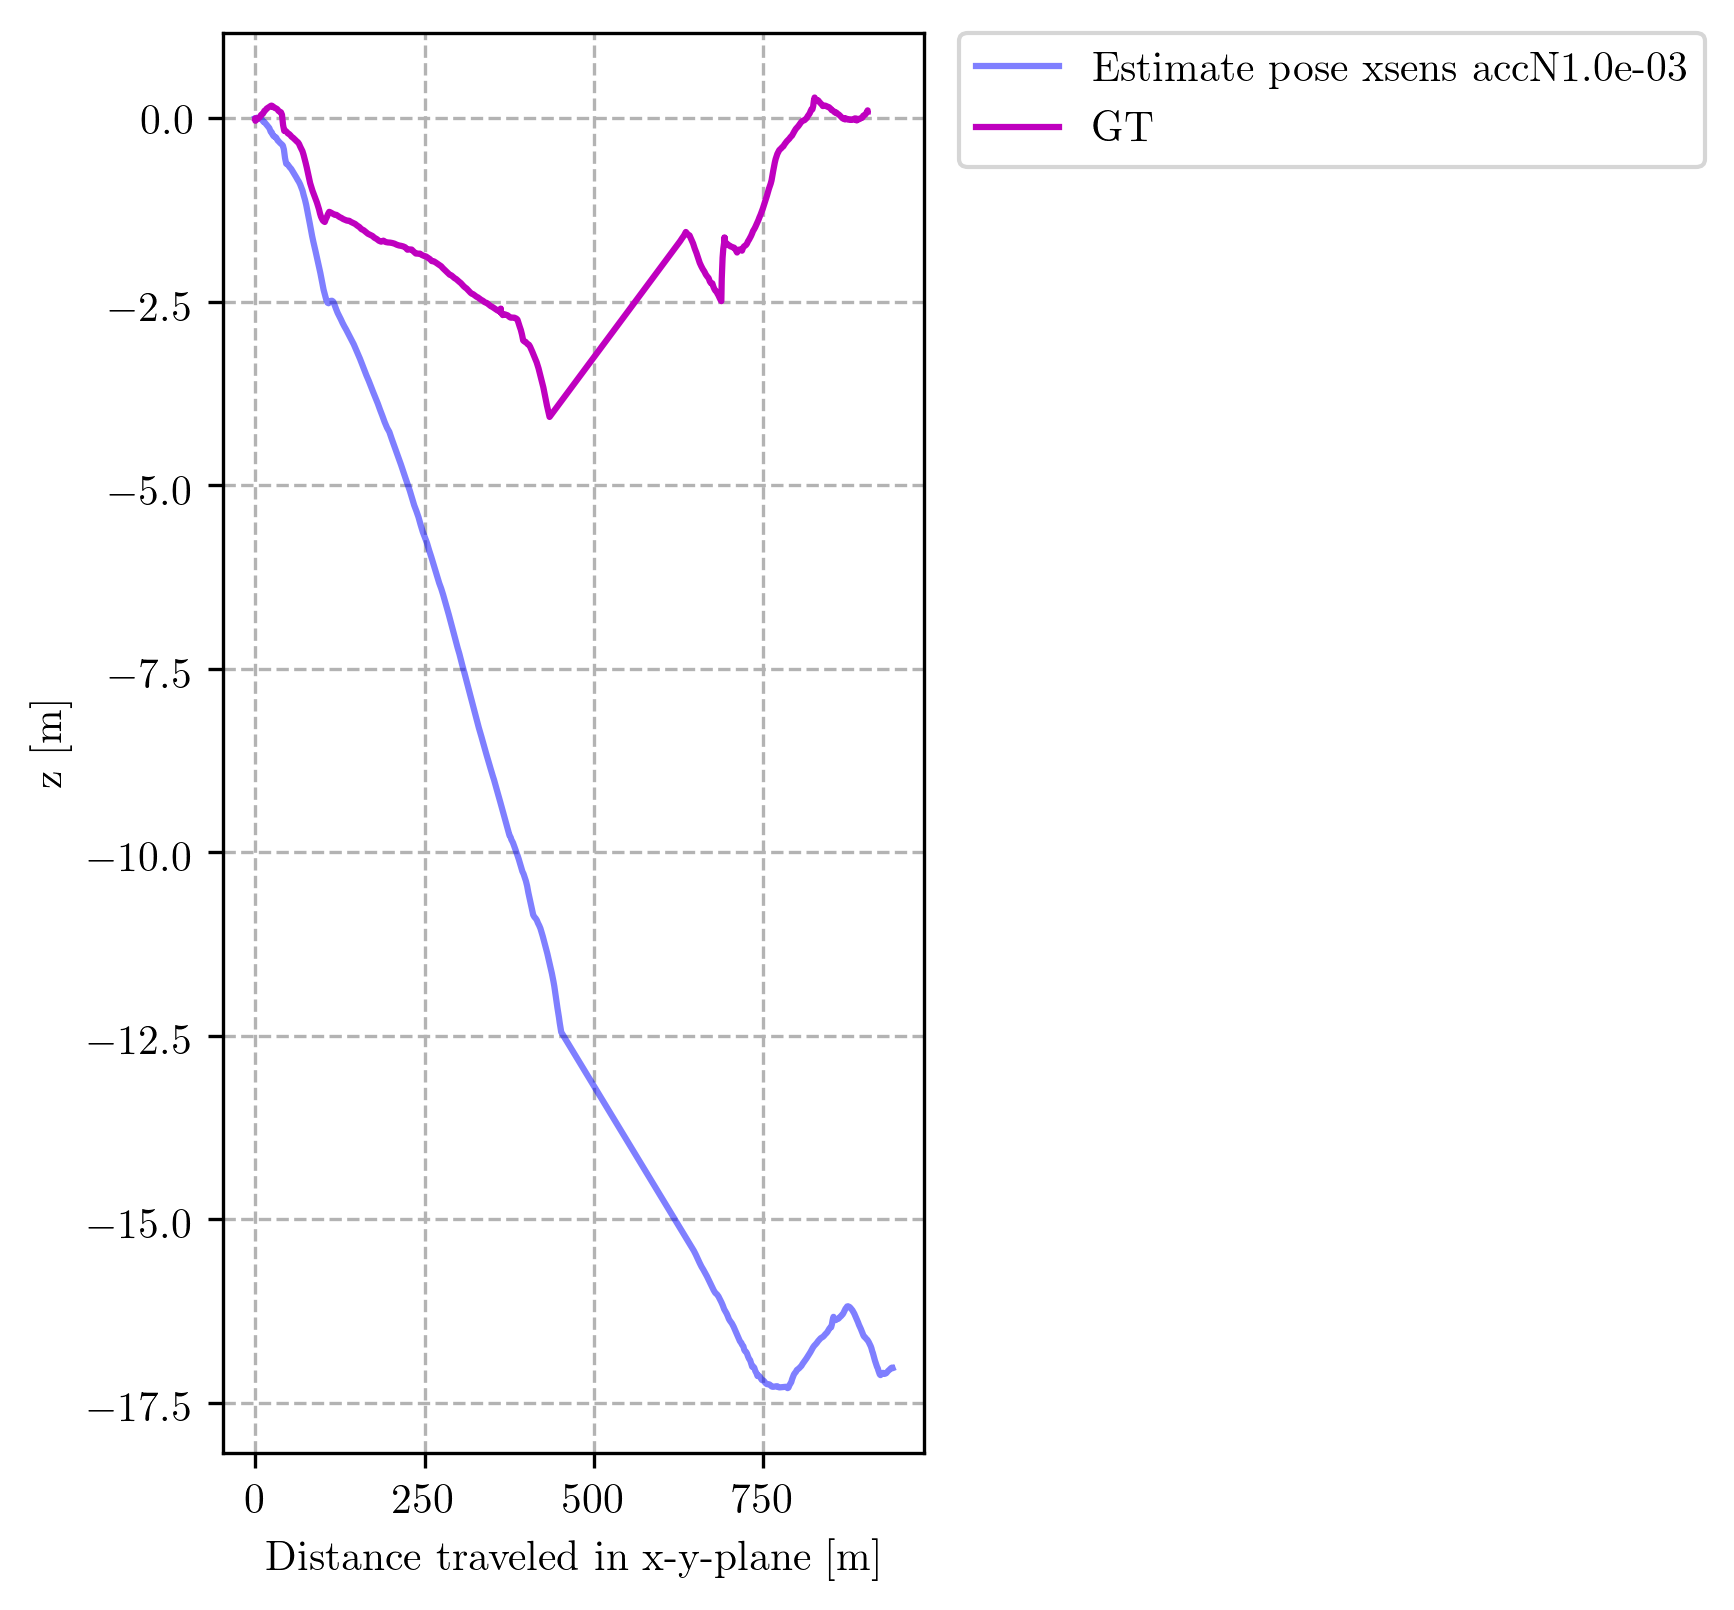 Estimate pose xsens accN1.0e-03
GT
0.0
−2.5
−5.0
−7.5
−10.0
−12.5
−15.0
−17.5
z [m]
0 250 500 750
Distance traveled in x-y-plane [m]